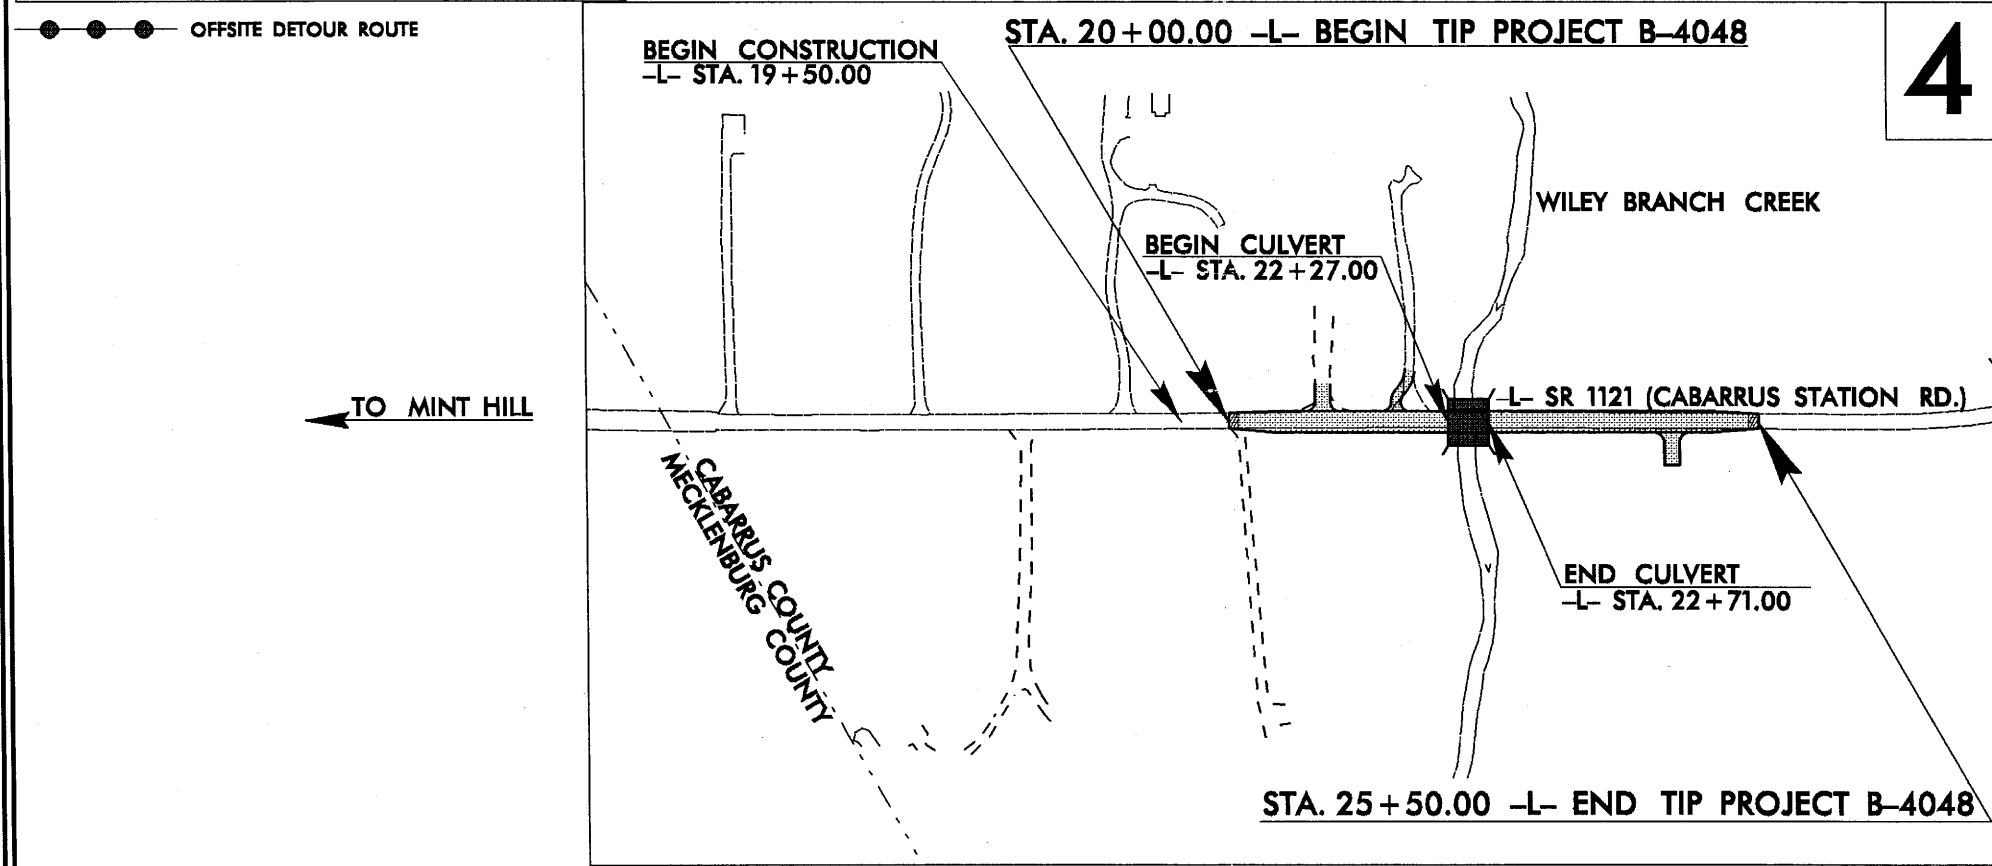 OFFSITE DETOUR ROUTE
STA. 20+00.00 -L- BEGIN TIP PROJECT B-4048
4
BEGIN CONSTRUCTION
-L- STA. 19+50.00
WILEY BRANCH CREEK
BEGIN CULVERT
-L- STA. 22+27.00
TO MINT HILL
-L- SR 1121 (CABARRUS STATION RD.)
CABARRUS COUNTY
MECKLENBURG COUNTY
END CULVERT
-L- STA. 22+71.00
STA. 25+50.00 -L- END TIP PROJECT B-4048